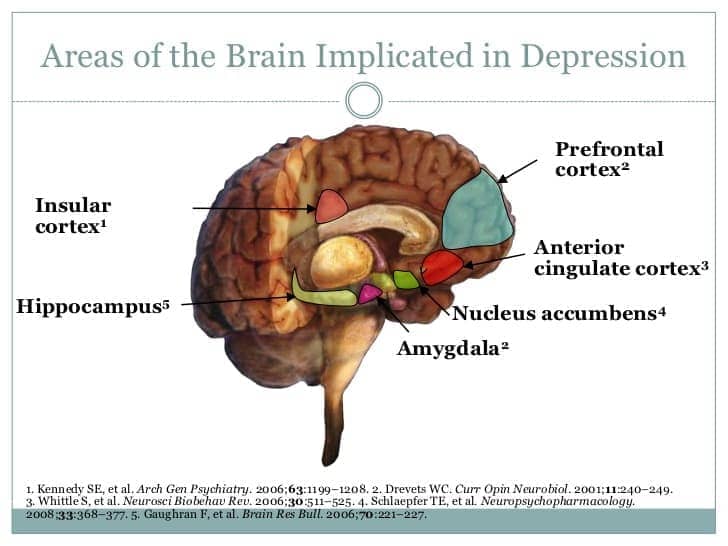 Areas of the Brain Implicated in Depression
Prefrontal
cortex²
Insular
cortex¹
Anterior
cingulate cortex³
Hippocampus⁵
Nucleus accumbens⁴
Amygdala²
1. Kennedy SE, et al. Arch Gen Psychiatry. 2006;63:1199–1208. 2. Drevets WC. Curr Opin Neurobiol. 2001;11:240–249.
3. Whittle S, et al. Neurosci Biobehav Rev. 2006;30:511–525. 4. Schlaepfer TE, et al. Neuropsychopharmacology.
2008;33:368–377. 5. Gaughran F, et al. Brain Res Bull. 2006;70:221–227.